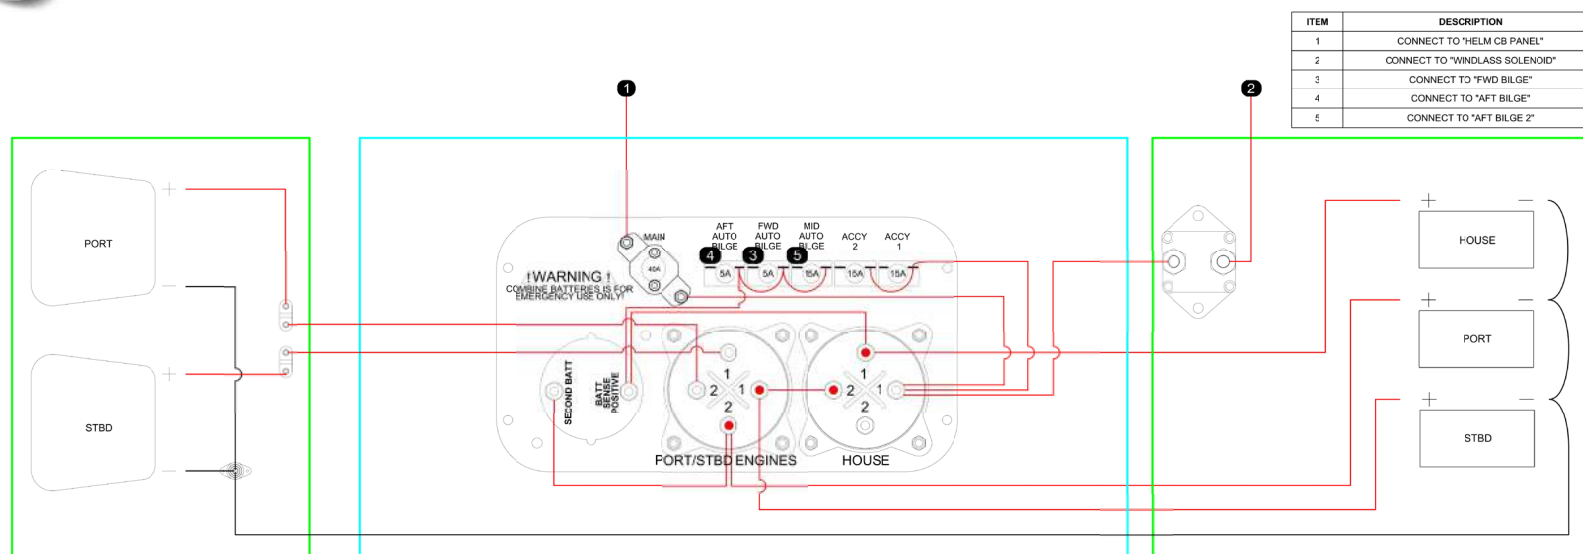 ITEM DESCRIPTION
1 CONNECT TO "HELM CB PANEL"
2 CONNECT TO "WINDLASS SOLENOID"
3 CONNECT TO "FWD BILGE"
4 CONNECT TO "AFT BILGE"
5 CONNECT TO "AFT BILGE 2"
1
2
PORT
+
−
STBD
+
−
MAIN
40A
AFT
AUTO
BILGE
FWD
AUTO
BILGE
MID
AUTO
BILGE
ACCY
2
ACCY
1
4
3
5
5A
5A
15A
15A
15A
! WARNING !
COMBINE BATTERES IS FOR
EMERGENCY USE ONLY!
SECOND BATT
BATT
SENSE
POSITIVE
1
2
1
2
PORT/STBD ENGINES
1
2
1
2
HOUSE
+
−
HOUSE
+
−
PORT
+
−
STBD